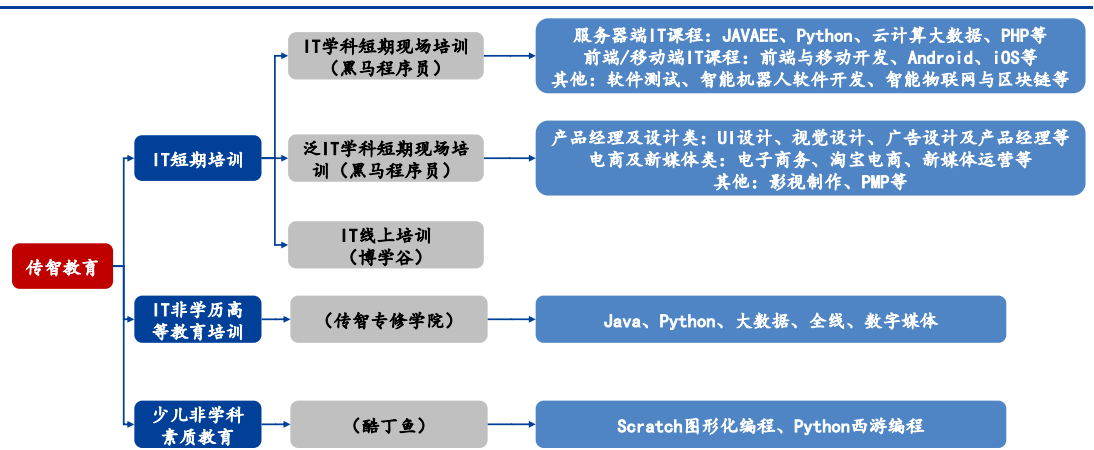 传智教育
IT短期培训
IT学科短期现场培训
（黑马程序员）
服务器端IT课程：JAVAEE、Python、云计算大数据、PHP等
前端/移动端IT课程：前端与移动开发、Android、iOS等
其他：软件测试、智能机器人软件开发、智能物联网与区块链等
泛IT学科短期现场培
训（黑马程序员）
产品经理及设计类：UI设计、视觉设计、广告设计及产品经理等
电商及新媒体类：电子商务、淘宝电商、新媒体运营等
其他：影视制作、PMP等
IT线上培训
（博学谷）
IT非学历高
等教育培训
（传智专修学院）
Java、Python、大数据、全线、数字媒体
少儿非学科
素质教育
（酷丁鱼）
Scratch图形化编程、Python西游编程